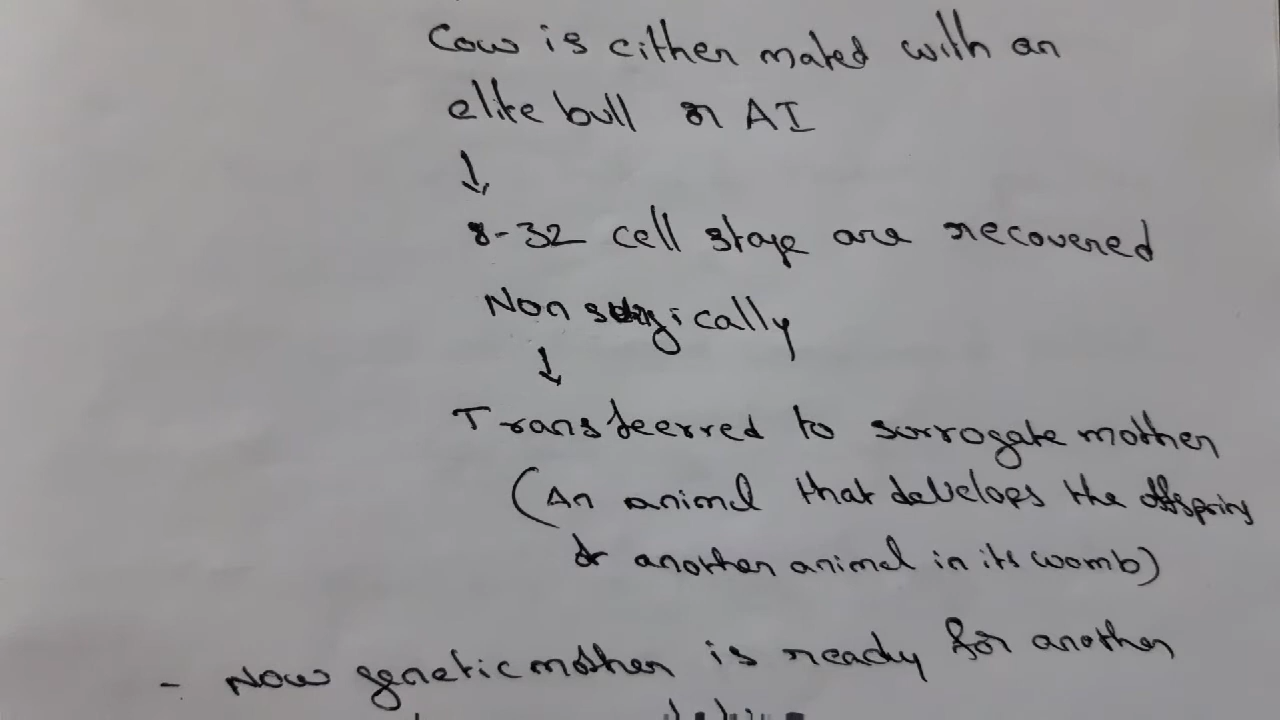 Cow is either mated with an
elite bull or AI
↓
8-32 cell stage are recovered
Non surgically
↓
Transfeerred to surrogate mother
(An animal that develops the offspring
of another animal in its womb)
- Now genetic mother is ready for another